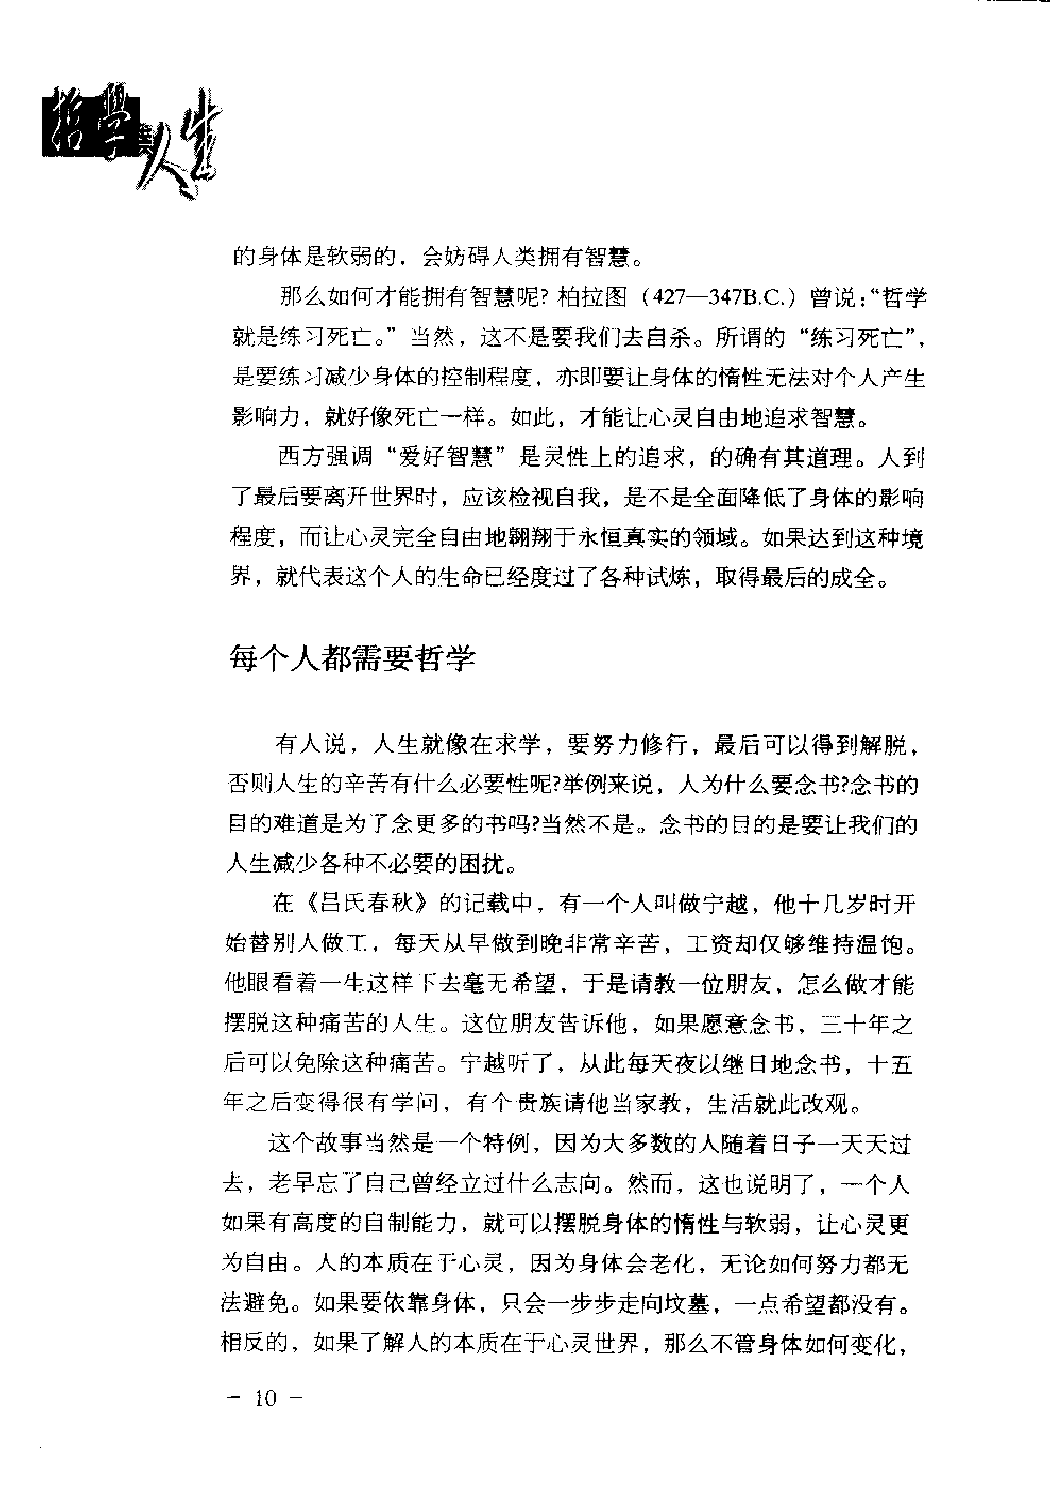 哲學與人生
的身体是软弱的，会妨碍人类拥有智慧。
那么如何才能拥有智慧呢?柏拉图（427—347B.C.）曾说:“哲学
就是练习死亡。”当然，这不是要我们去自杀。所谓的“练习死亡”，
是要练习减少身体的控制程度，亦即要让身体的惰性无法对个人产生
影响力，就好像死亡一样。如此，才能让心灵自由地追求智慧。
西方强调“爱好智慧”是灵性上的追求，的确有其道理。人到
了最后要离开世界时，应该检视自我，是不是全面降低了身体的影响
程度，而让心灵完全自由地翱翔于永恒真实的领域。如果达到这种境
界，就代表这个人的生命已经度过了各种试炼，取得最后的成全。
每个人都需要哲学
有人说，人生就像在求学，要努力修行，最后可以得到解脱，
否则人生的辛苦有什么必要性呢?举例来说，人为什么要念书?念书的
目的难道是为了念更多的书吗?当然不是。念书的目的是要让我们的
人生减少各种不必要的困扰。
在《吕氏春秋》的记载中，有一个人叫做宁越，他十几岁时开
始替别人做工，每天从早做到晚非常辛苦，工资却仅够维持温饱。
他眼看着一生这样下去毫无希望，于是请教一位朋友，怎么做才能
摆脱这种痛苦的人生。这位朋友告诉他，如果愿意念书，三十年之
后可以免除这种痛苦。宁越听了，从此每天夜以继日地念书，十五
年之后变得很有学问，有个贵族请他当家教，生活就此改观。
这个故事当然是一个特例，因为大多数的人随着日子一天天过
去，老早忘了自己曾经立过什么志向。然而，这也说明了，一个人
如果有高度的自制能力，就可以摆脱身体的惰性与软弱，让心灵更
为自由。人的本质在于心灵，因为身体会老化，无论如何努力都无
法避免。如果要依靠身体，只会一步步走向坟墓，一点希望都没有。
相反的，如果了解人的本质在于心灵世界，那么不管身体如何变化，
- 10 -